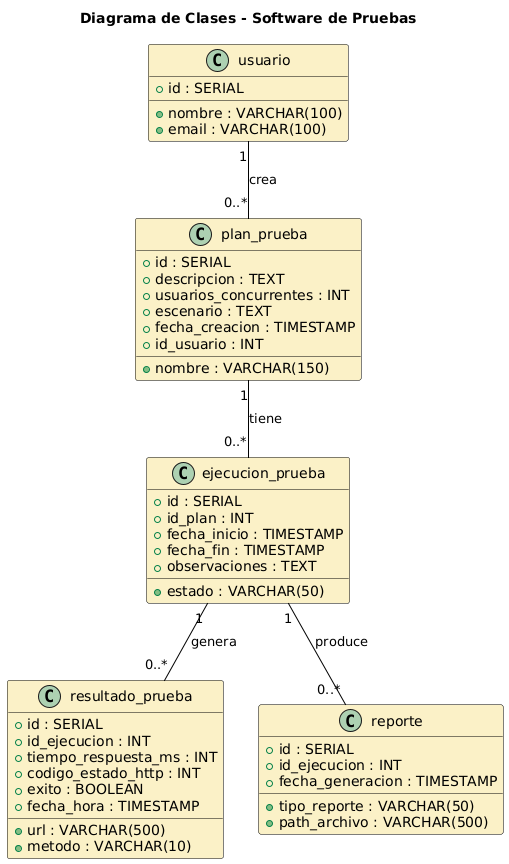 Diagrama de Clases - Software de Pruebas
C usuario
id : SERIAL
nombre : VARCHAR(100)
email : VARCHAR(100)
1
crea
0..*
C plan_prueba
id : SERIAL
descripcion : TEXT
usuarios_concurrentes : INT
escenario : TEXT
fecha_creacion : TIMESTAMP
id_usuario : INT
nombre : VARCHAR(150)
1
tiene
0..*
C ejecucion_prueba
id : SERIAL
id_plan : INT
fecha_inicio : TIMESTAMP
fecha_fin : TIMESTAMP
observaciones : TEXT
estado : VARCHAR(50)
1
genera
0..*
1
produce
0..*
C resultado_prueba
id : SERIAL
id_ejecucion : INT
tiempo_respuesta_ms : INT
codigo_estado_http : INT
exito : BOOLEAN
fecha_hora : TIMESTAMP
url : VARCHAR(500)
metodo : VARCHAR(10)
C reporte
id : SERIAL
id_ejecucion : INT
fecha_generacion : TIMESTAMP
tipo_reporte : VARCHAR(50)
path_archivo : VARCHAR(500)